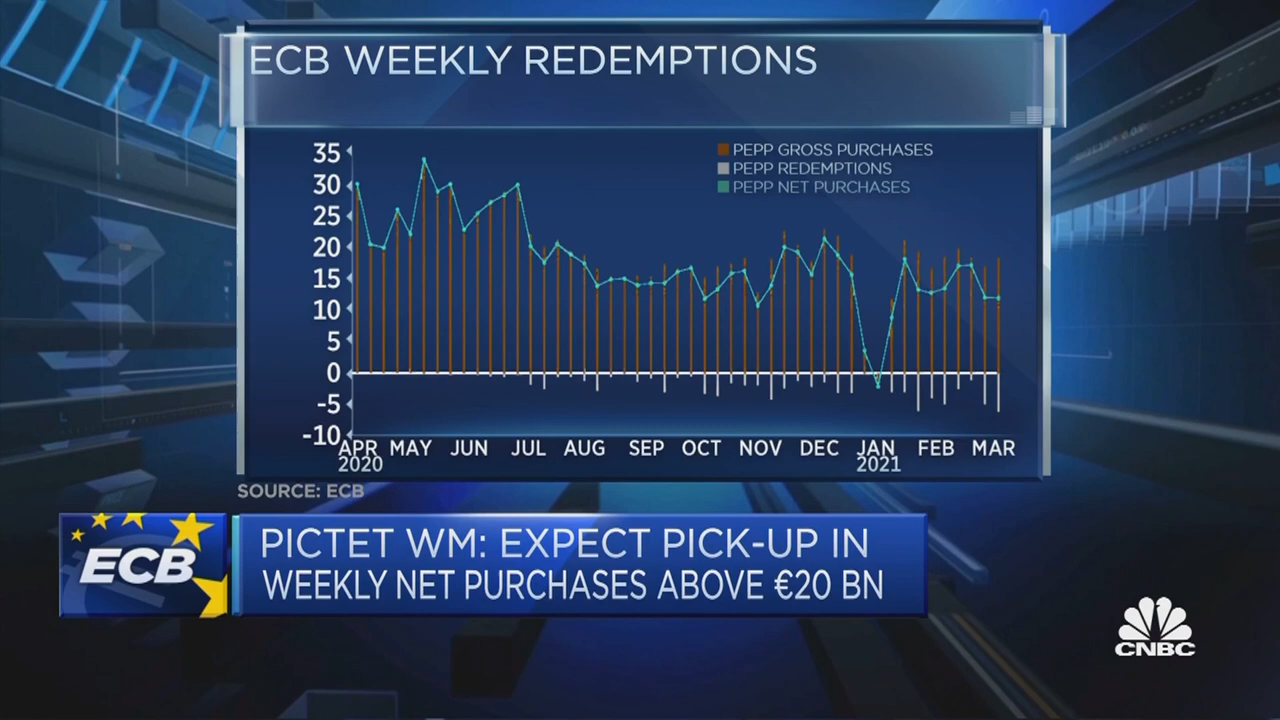 ECB WEEKLY REDEMPTIONS
PEPP GROSS PURCHASES
PEPP REDEMPTIONS
PEPP NET PURCHASES
35
30
25
20
15
10
5
0
-5
-10
APR MAY JUN JUL AUG SEP OCT NOV DEC JAN FEB MAR
2020 2021
SOURCE: ECB
ECB
PICTET WM: EXPECT PICK-UP IN
WEEKLY NET PURCHASES ABOVE €20 BN
CNBC